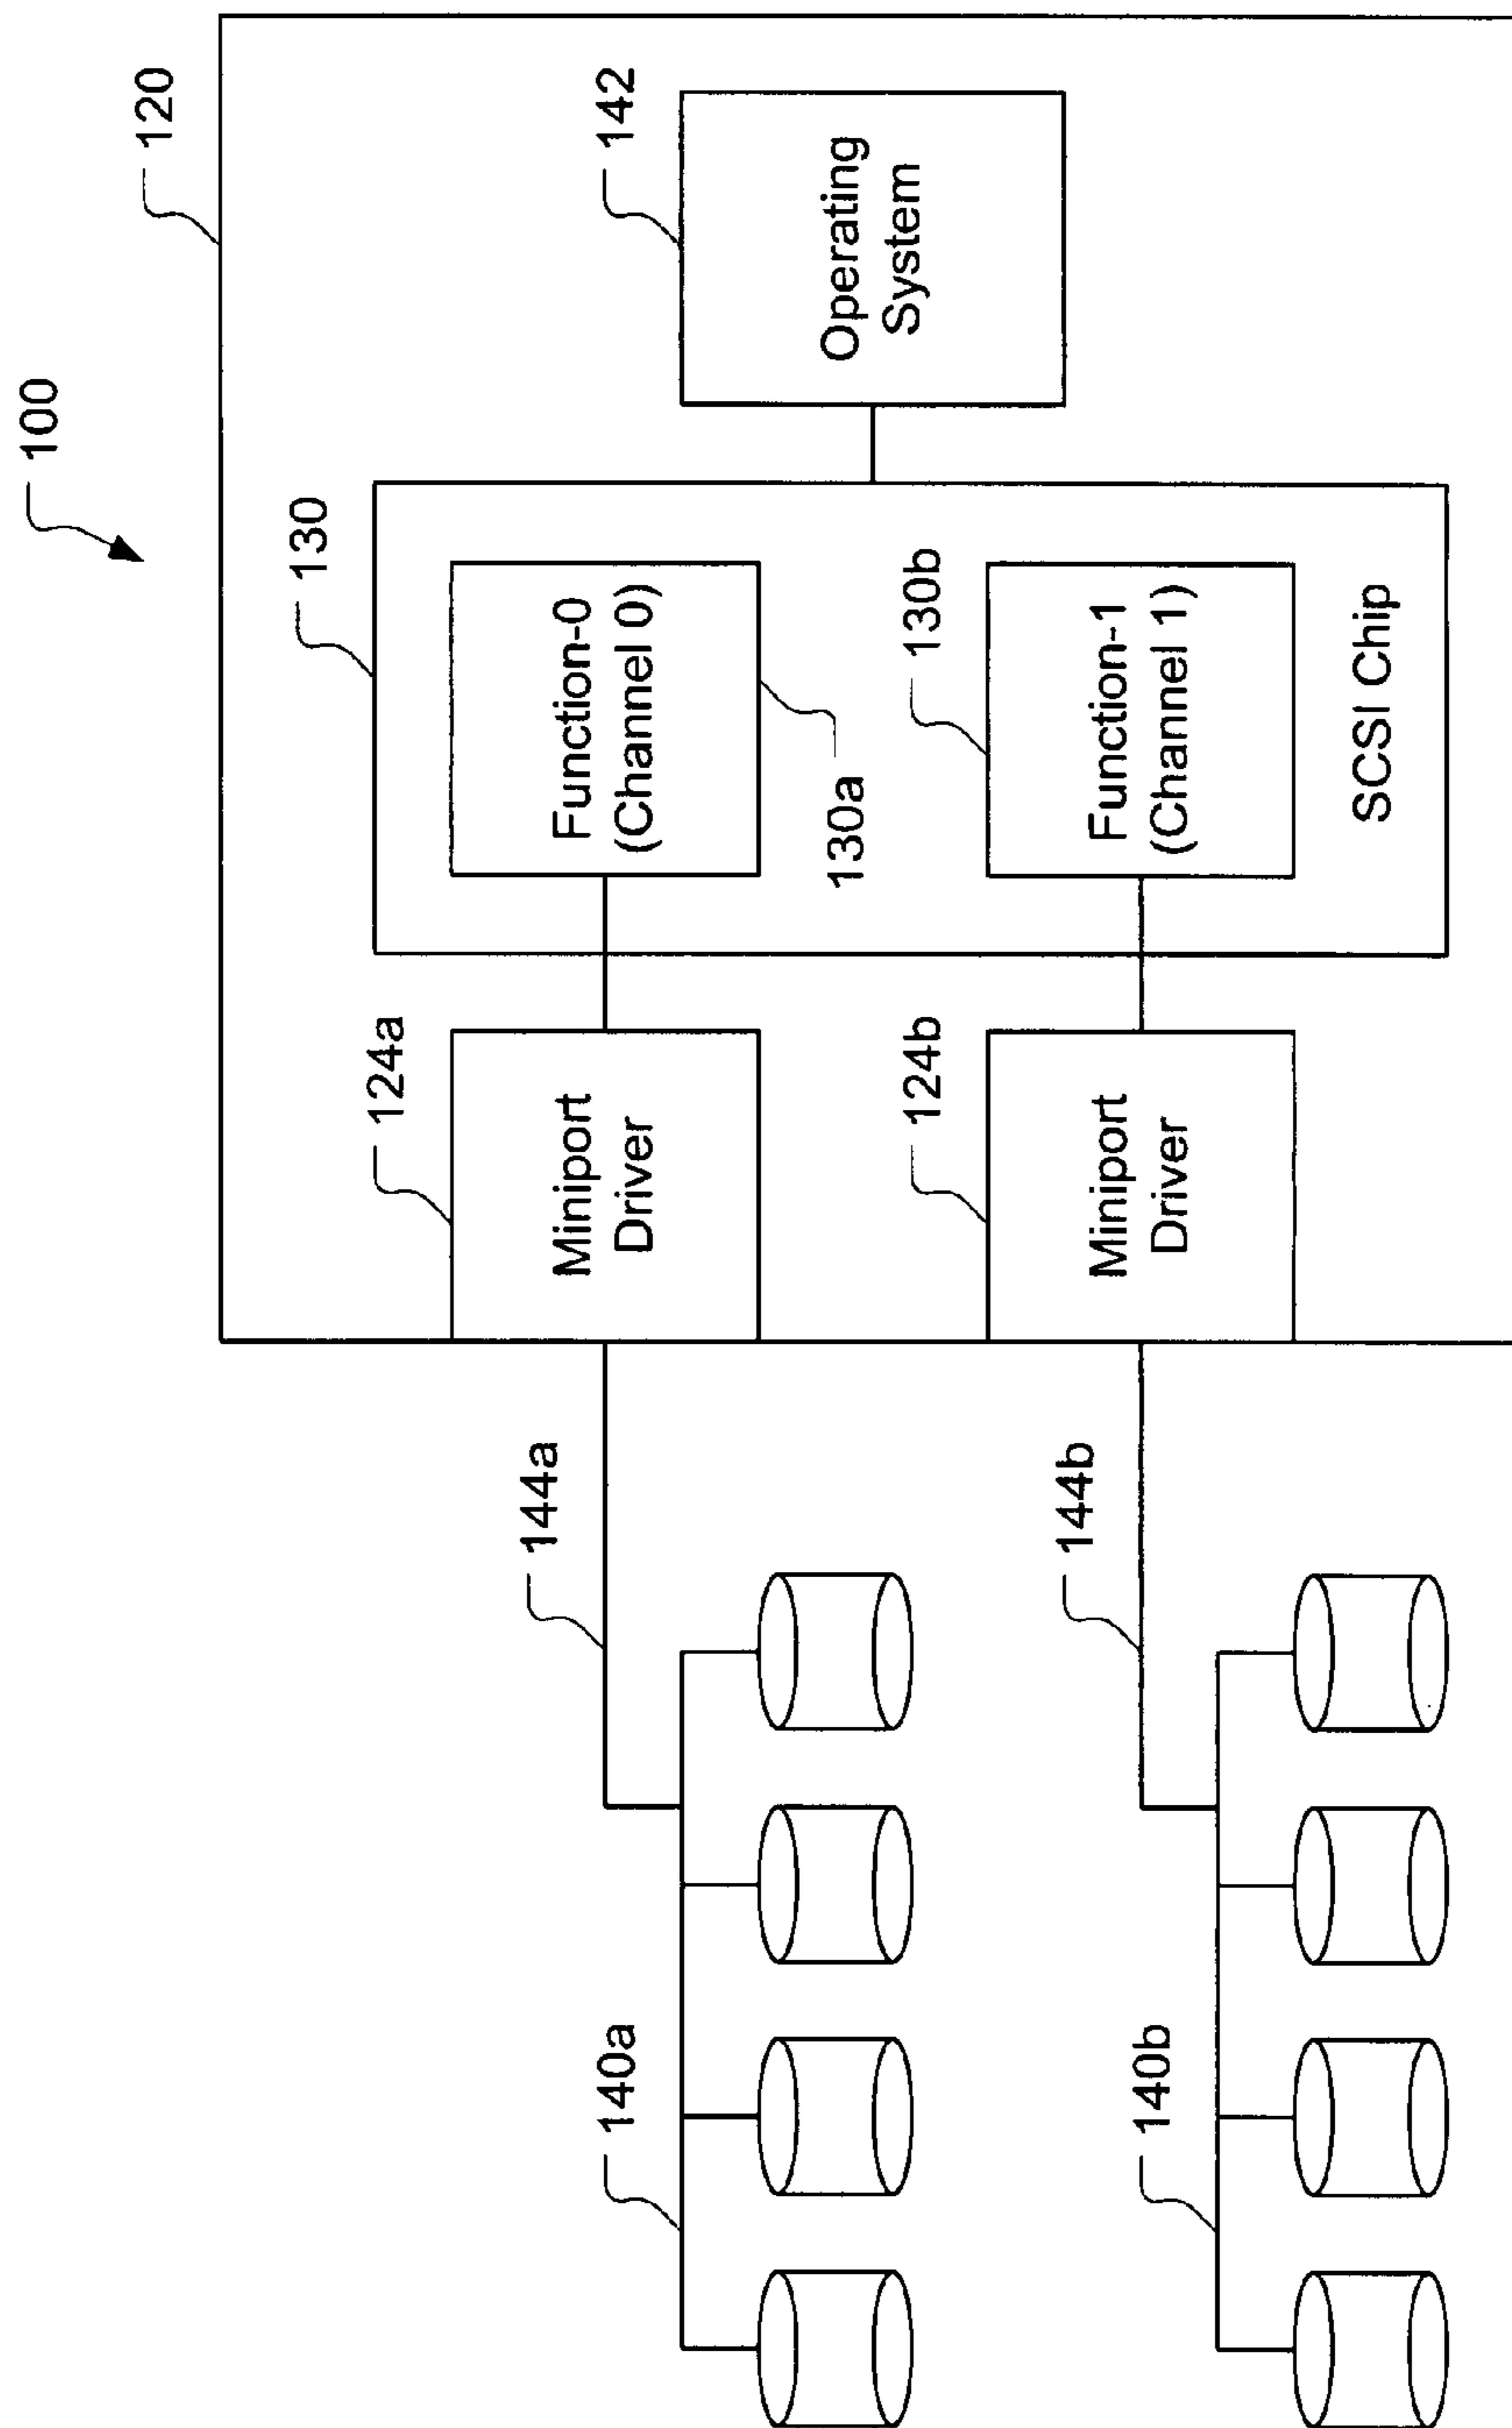 100
120
130
142
124a
Miniport
Driver
Function-0
(Channel 0)
130a
Operating
System
144a
140a
124b
130b
Miniport
Driver
Function-1
(Channel 1)
SCSI Chip
144b
140b